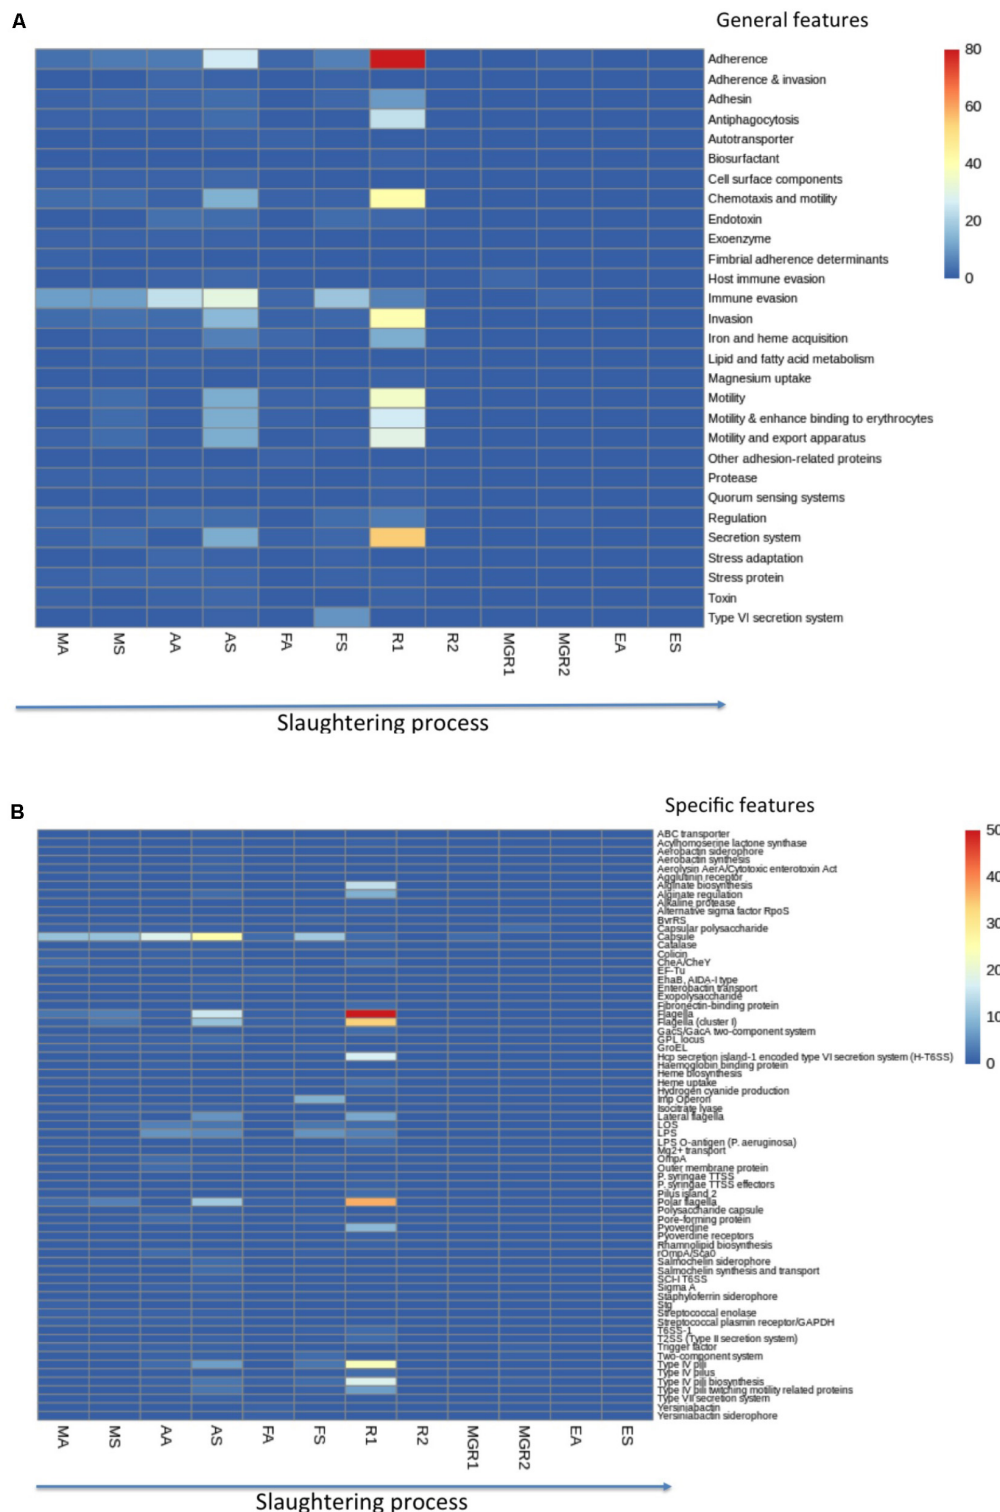 A
General features
80
60
40
20
0
Adherence
Adherence & invasion
Adhesin
Antiphagocytosis
Autotransporter
Biosurfactant
Cell surface components
Chemotaxis and motility
Endotoxin
Exoenzyme
Fimbrial adherence determinants
Host immune evasion
Immune evasion
Invasion
Iron and heme acquisition
Lipid and fatty acid metabolism
Magnesium uptake
Motility
Motility & enhance binding to erythrocytes
Motility and export apparatus
Other adhesion-related proteins
Protease
Quorum sensing systems
Regulation
Secretion system
Stress adaptation
Stress protein
Toxin
Type VI secretion system
MA MS AA AS FA FS R1 R2 MGR1 MGR2 EA ES
Slaughtering process
B
Specific features
50
40
30
20
10
0
ABC transporter
Acylhomoserine lactone synthase
Aerobactin siderophore
Aerobactin synthesis
Aerolysin AerA/Cytotoxic enterotoxin Act
Agglutinin receptor
Alginate biosynthesis
Alginate regulation
Alkaline protease
Alternative sigma factor RpoS
BvrRS
Capsular polysaccharide
Capsule
Catalase
Colicin
CheA/CheY
EF-Tu
EhaB, AIDA-I type
Enterobactin transport
Exopolysaccharide
Fibronectin-binding protein
Flagella
Flagella (cluster I)
GacS/GacA two-component system
GPL locus
GroEL
Hcp secretion island-1 encoded type VI secretion system (H-T6SS)
Haemoglobin binding protein
Heme biosynthesis
Heme uptake
Hydrogen cyanide production
Imp Operon
Isocitrate lyase
Lateral flagella
LOS
LPS
LPS O-antigen (P. aeruginosa)
Mg2+ transport
OmpA
Outer membrane protein
P. syringae TTSS
P. syringae TTSS effectors
Pilus island 2
Polar flagella
Polysaccharide capsule
Pore-forming protein
Pyoverdine
Pyoverdine receptors
Rhamnolipid biosynthesis
rOmpA/Sca0
Salmochelin siderophore
Salmochelin synthesis and transport
SCI-I T6SS
Sigma A
Staphyloferrin siderophore
Stg
Streptococcal enolase
Streptococcal plasmin receptor/GAPDH
T6SS-1
T2SS (Type II secretion system)
Trigger factor
Two-component system
Type IV pili
Type IV pilus
Type IV pili biosynthesis
Type IV pili twitching motility related proteins
Type VII secretion system
Yersiniabactin
Yersiniabactin siderophore
MA MS AA AS FA FS R1 R2 MGR1 MGR2 EA ES
Slaughtering process